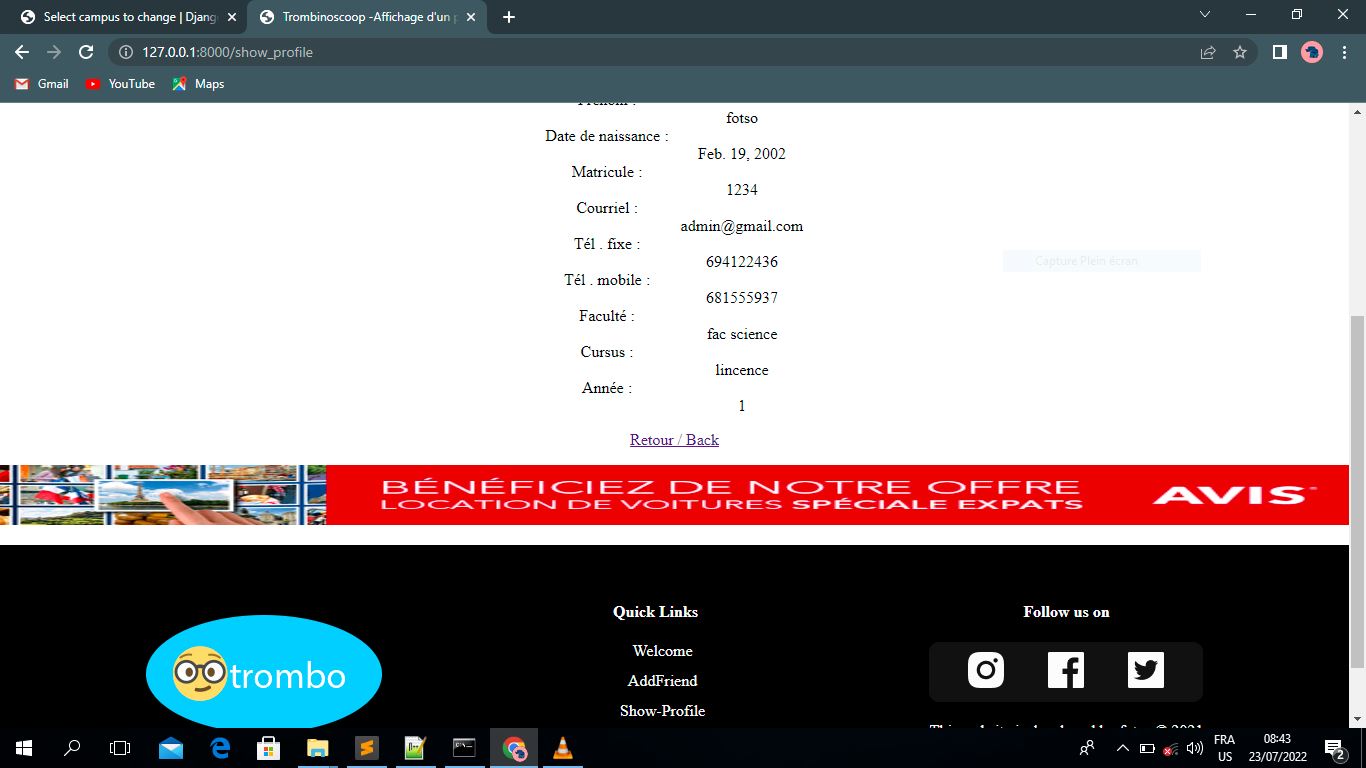 Select campus to change | Djang
Trombinoscoop -Affichage d'un p
127.0.0.1:8000/show_profile
Gmail
YouTube
Maps
Prénom :
fotso
Date de naissance :
Feb. 19, 2002
Matricule :
1234
Courriel :
admin@gmail.com
Tél . fixe :
694122436
Capture Plein écran
Tél . mobile :
681555937
Faculté :
fac science
Cursus :
lincence
Année :
1
Retour / Back
BÉNÉFICIEZ DE NOTRE OFFRE
LOCATION DE VOITURES SPÉCIALE EXPATS
AVIS
Quick Links
Follow us on
Welcome
trombo
AddFriend
Show-Profile
FRA
US
08:43
23/07/2022
2